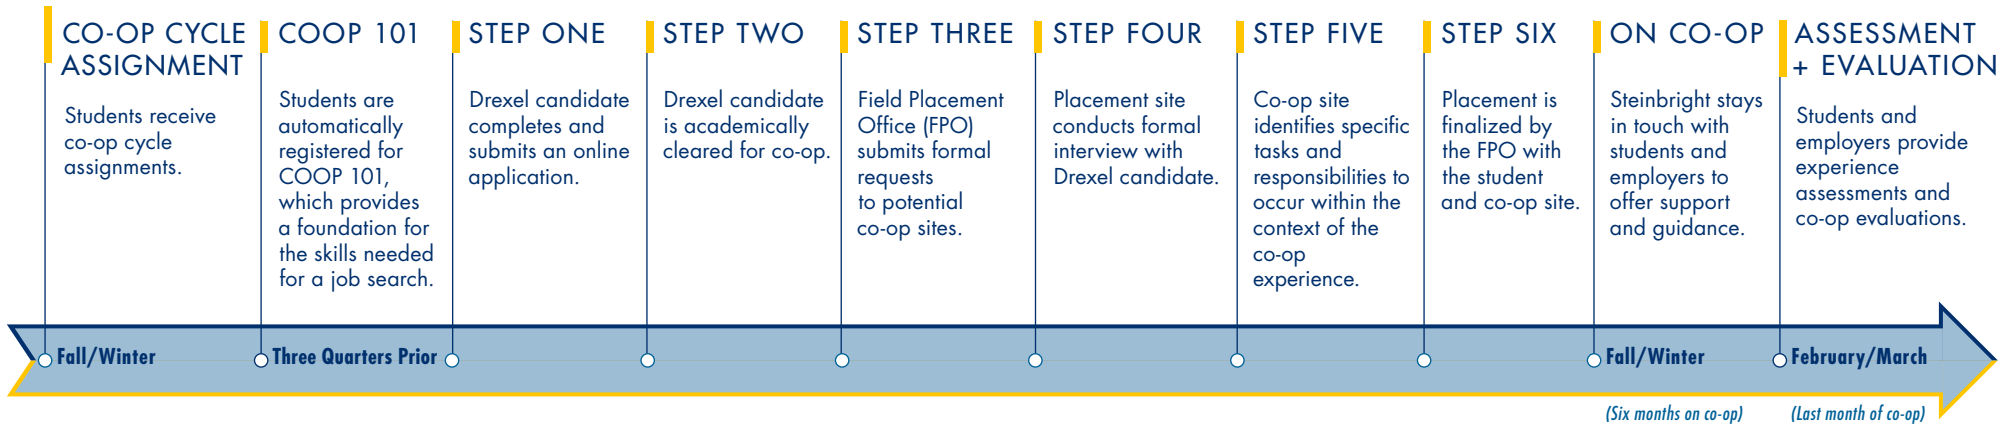 CO-OP CYCLE
ASSIGNMENT
Students receive
co-op cycle
assignments.
COOP 101
Students are
automatically
registered for
COOP 101,
which provides
a foundation for
the skills needed
for a job search.
STEP ONE
Drexel candidate
completes and
submits an online
application.
STEP TWO
Drexel candidate
is academically
cleared for co-op.
STEP THREE
Field Placement
Office (FPO)
submits formal
requests
to potential
co-op sites.
STEP FOUR
Placement site
conducts formal
interview with
Drexel candidate.
STEP FIVE
Co-op site
identifies specific
tasks and
responsibilities to
occur within the
context of the
co-op
experience.
STEP SIX
Placement is
finalized by
the FPO with
the student
and co-op site.
ON CO-OP
Steinbright stays
in touch with
students and
employers to
offer support
and guidance.
ASSESSMENT
+ EVALUATION
Students and
employers provide
experience
assessments and
co-op evaluations.
Fall/Winter
Three Quarters Prior
Fall/Winter
February/March
(Six months on co-op)
(Last month of co-op)